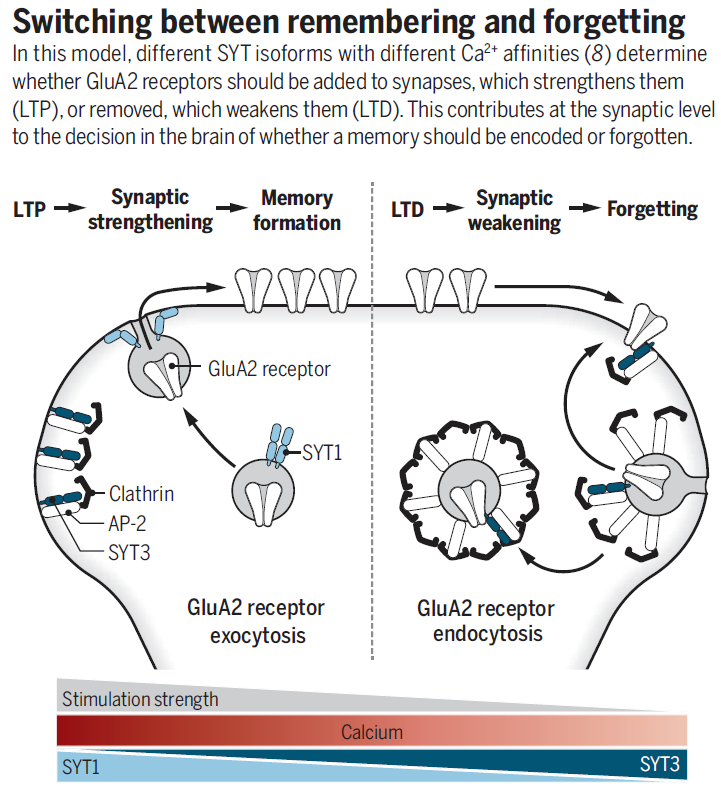 Switching between remembering and forgetting
In this model, different SYT isoforms with different Ca²⁺ affinities (8) determine
whether GluA2 receptors should be added to synapses, which strengthens them
(LTP), or removed, which weakens them (LTD). This contributes at the synaptic level
to the decision in the brain of whether a memory should be encoded or forgotten.
LTP
Synaptic
strengthening
Memory
formation
LTD
Synaptic
weakening
Forgetting
GluA2 receptor
SYT1
Clathrin
AP-2
SYT3
GluA2 receptor
exocytosis
GluA2 receptor
endocytosis
Stimulation strength
Calcium
SYT1
SYT3